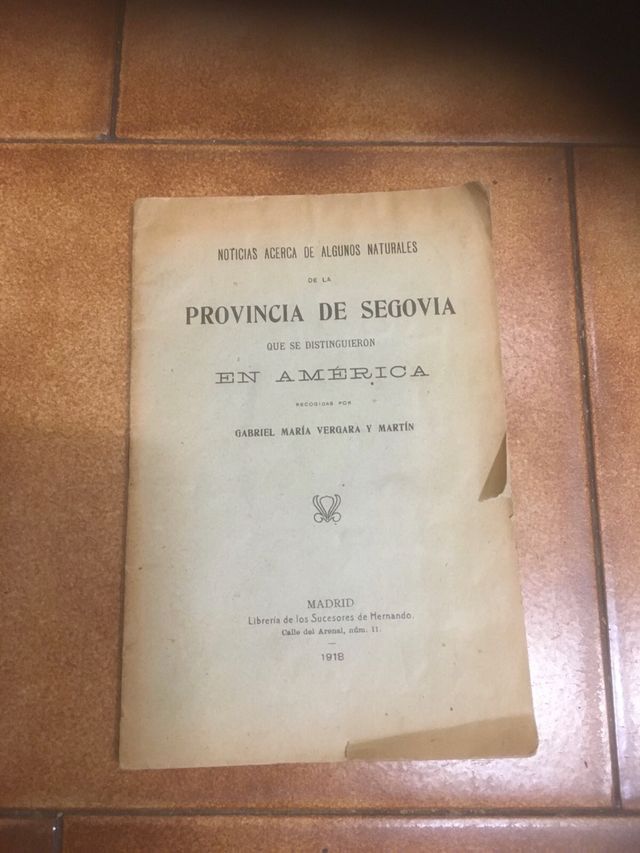 NOTICIAS ACERCA DE ALGUNOS NATURALES
DE LA
PROVINCIA DE SEGOVIA
QUE SE DISTINGUIERON
EN AMÉRICA
RECOGIDAS POR
GABRIEL MARÍA VERGARA Y MARTÍN
MADRID
Librería de los Sucesores de Hernando.
Calle del Arenal, núm. 11.
1918